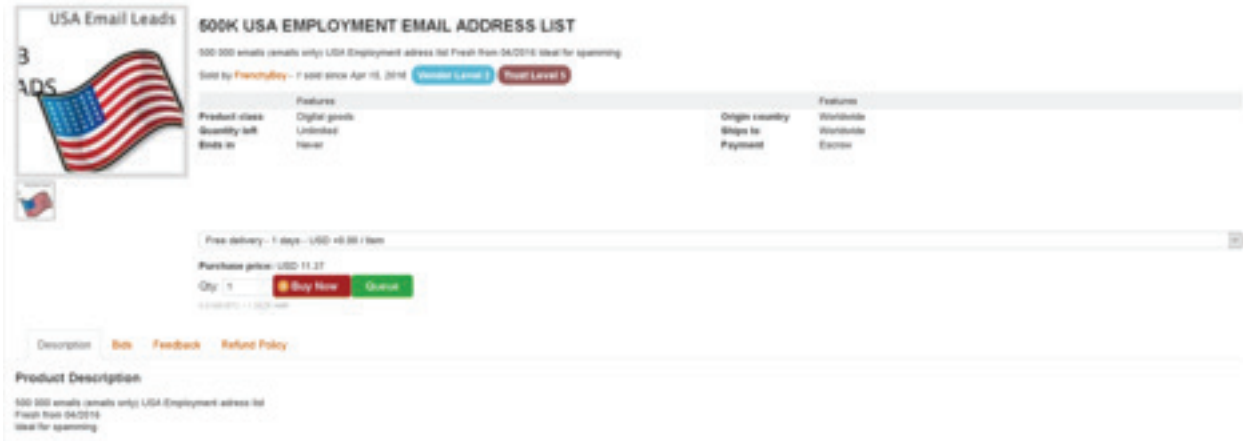 USA Email Leads
3
ADS
500K USA EMPLOYMENT EMAIL ADDRESS LIST
500 000 emails (emails only) USA Employment adress list Fresh from 04/2016 Ideal for spamming
Sold by FrenchyBoy - 1 sold since Apr 15, 2016 Vendor Level 2 Trust Level 5
Features Features
Product class Digital goods Origin country Worldwide
Quantity left Unlimited Ships to Worldwide
Ends in Never Payment Escrow
Free delivery - 1 days - USD +0.00 / item
Purchase price: USD 11.37
Qty: 1 Buy Now Queue
Description Bids Feedback Refund Policy
Product Description
500 000 emails (emails only) USA Employment adress list
Fresh from 04/2016
Ideal for spamming